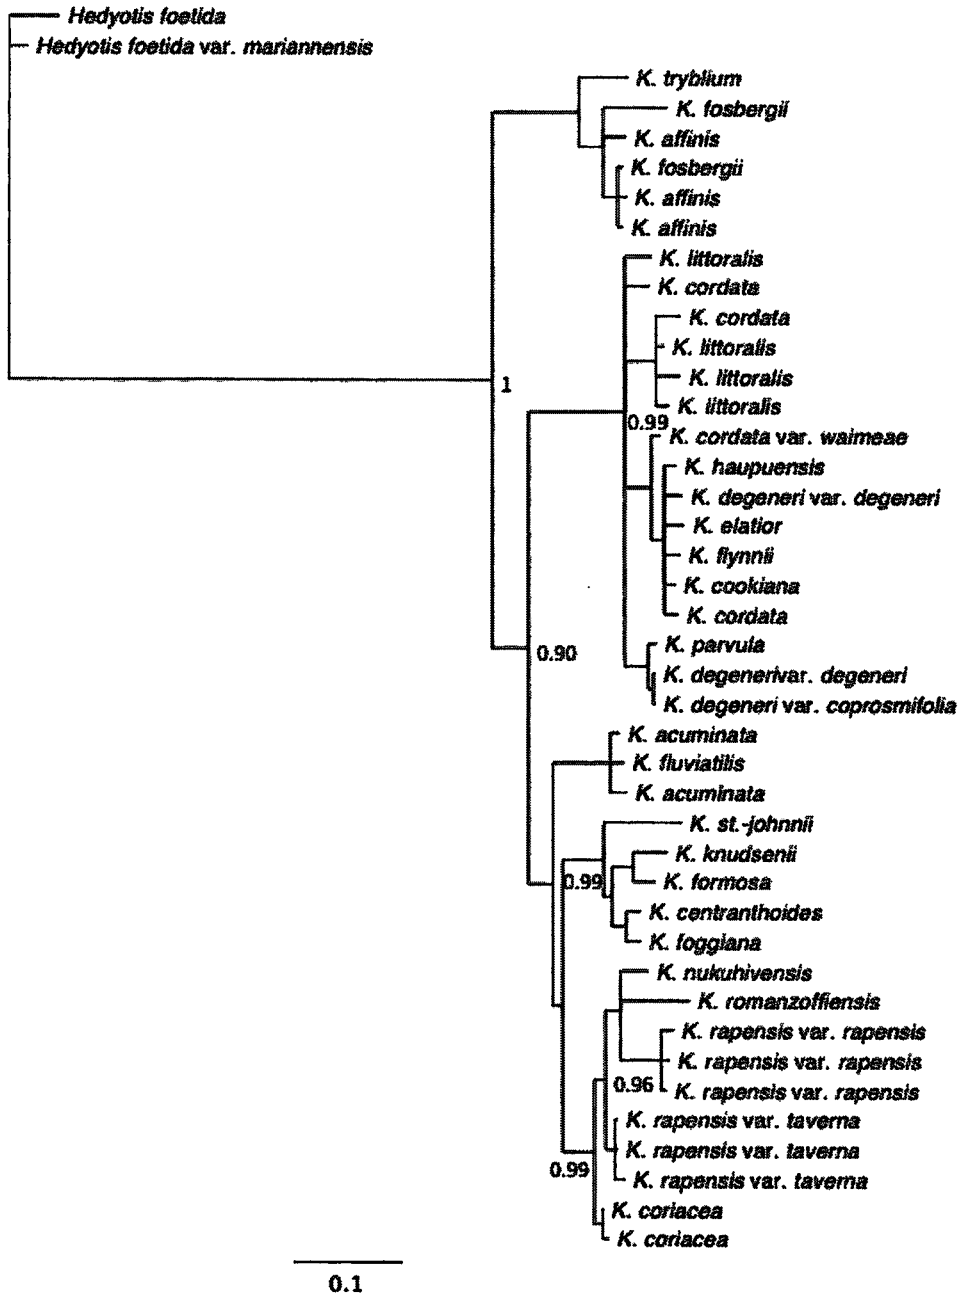 Hedyotis foetida
Hedyotis foetida var. mariannensis
K. tryblium
K. fosbergii
K. affinis
K. fosbergii
K. affinis
K. affinis
K. littoralis
K. cordata
K. cordata
K. littoralis
K. littoralis
1
K. littoralis
0.99
K. cordata var. waimeae
K. haupuensis
K. degeneri var. degeneri
K. elatior
K. flynnii
K. cookiana
K. cordata
K. parvula
0.90
K. degenerivar. degeneri
K. degeneri var. coprosmifolia
K. acuminata
K. fluviatilis
K. acuminata
K. st.-johnnii
K. knudsenii
0.99
K. formosa
K. centranthoides
K. foggiana
K. nukuhivensis
K. romanzoffiensis
K. rapensis var. rapensis
K. rapensis var. rapensis
0.96
K. rapensis var. rapensis
K. rapensis var. taverna
K. rapensis var. taverna
0.99
K. rapensis var. taverna
K. coriacea
K. coriacea
0.1